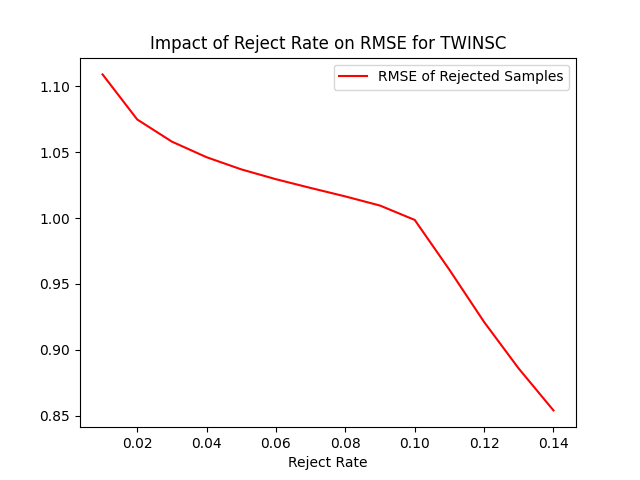 Impact of Reject Rate on RMSE for TWINSC
RMSE of Rejected Samples
1.10
1.05
1.00
0.95
0.90
0.85
0.02 0.04 0.06 0.08 0.10 0.12 0.14
Reject Rate